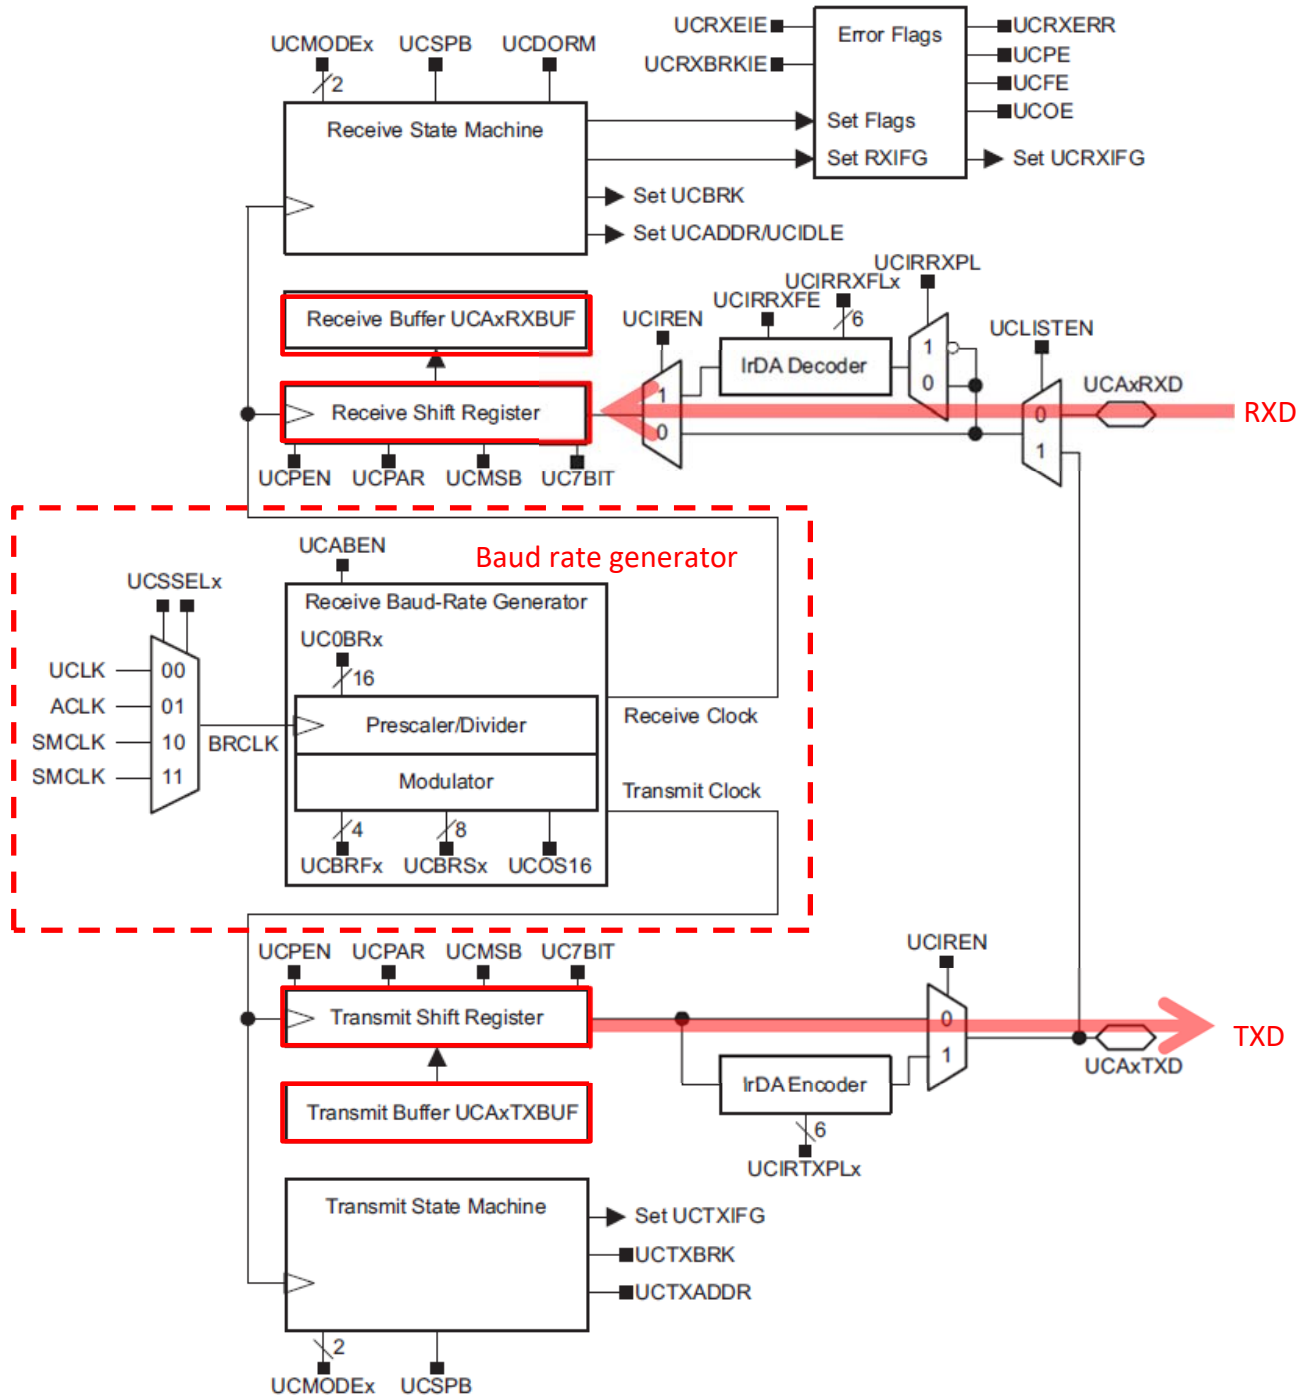 UCMODEx
UCSPB
UCDORM
2
Receive State Machine
UCRXEIE
UCRXBRKIE
Error Flags
Set Flags
Set RXIFG
UCRXERR
UCPE
UCFE
UCOE
Set UCRXIFG
Set UCBRK
Set UCADDR/UCIDLE
Receive Buffer UCAxRXBUF
Receive Shift Register
UCPEN
UCPAR
UCMSB
UC7BIT
UCIREN
1
0
UCIRRXFE
UCIRRXFLx
6
IrDA Decoder
UCIRRXPL
1
0
UCLISTEN
0
1
UCAxRXD
RXD
Baud rate generator
UCABEN
Receive Baud-Rate Generator
UCSSELx
UCLK
ACLK
SMCLK
SMCLK
00
01
10
11
BRCLK
UC0BRx
16
Prescaler/Divider
Modulator
4
8
UCBRFx
UCBRSx
UCOS16
Receive Clock
Transmit Clock
UCPEN
UCPAR
UCMSB
UC7BIT
Transmit Shift Register
Transmit Buffer UCAxTXBUF
UCIREN
0
1
IrDA Encoder
6
UCIRTXPLx
UCAxTXD
TXD
Transmit State Machine
Set UCTXIFG
UCTXBRK
UCTXADDR
2
UCMODEx
UCSPB